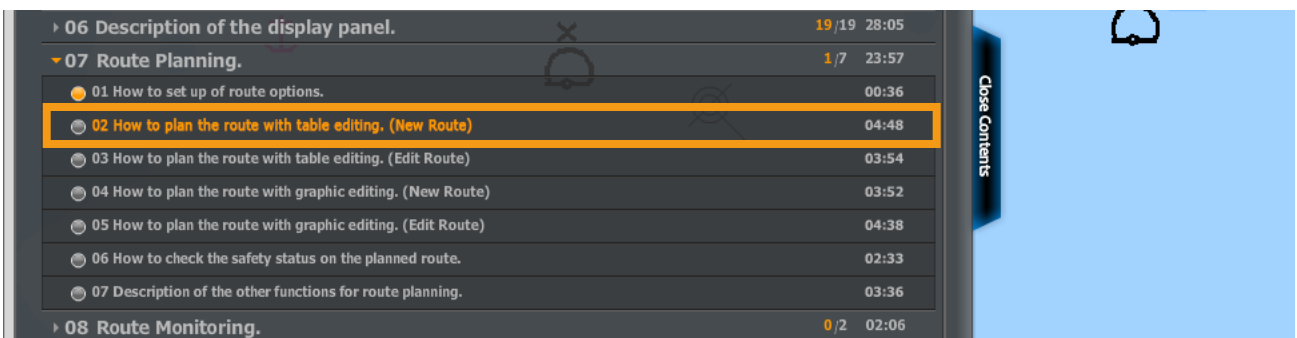 06 Description of the display panel. 19/19 28:05
07 Route Planning. 1/7 23:57
01 How to set up of route options. 00:36
02 How to plan the route with table editing. (New Route) 04:48
03 How to plan the route with table editing. (Edit Route) 03:54
04 How to plan the route with graphic editing. (New Route) 03:52
05 How to plan the route with graphic editing. (Edit Route) 04:38
06 How to check the safety status on the planned route. 02:33
07 Description of the other functions for route planning. 03:36
08 Route Monitoring. 0/2 02:06
Close Contents